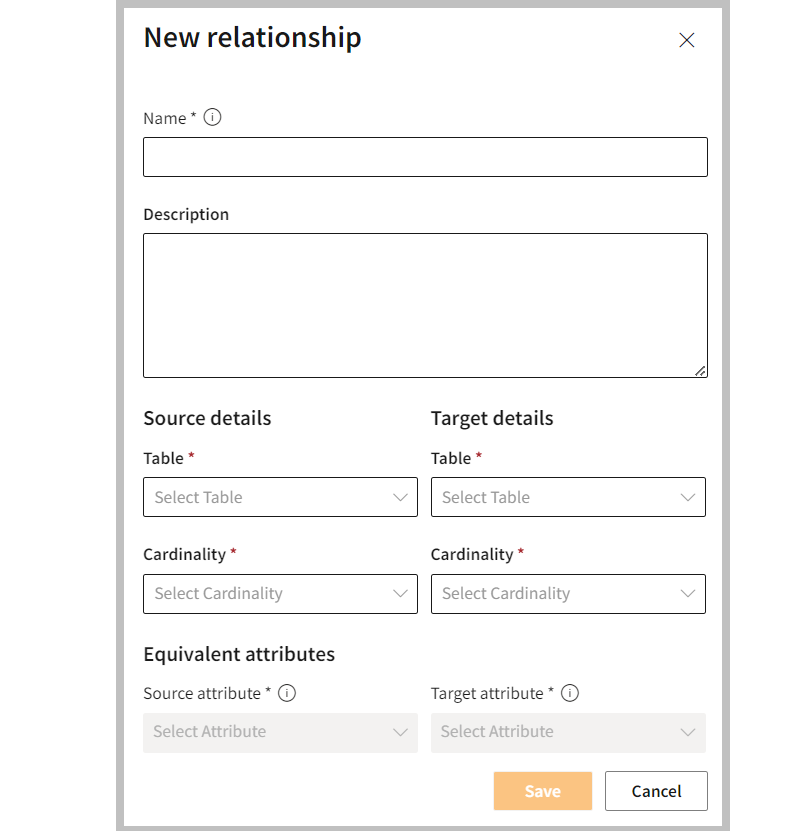 New relationship
Name *
Description
Source details Target details
Table * Table *
Select Table Select Table
Cardinality * Cardinality *
Select Cardinality Select Cardinality
Equivalent attributes
Source attribute * Target attribute *
Select Attribute Select Attribute
Save Cancel